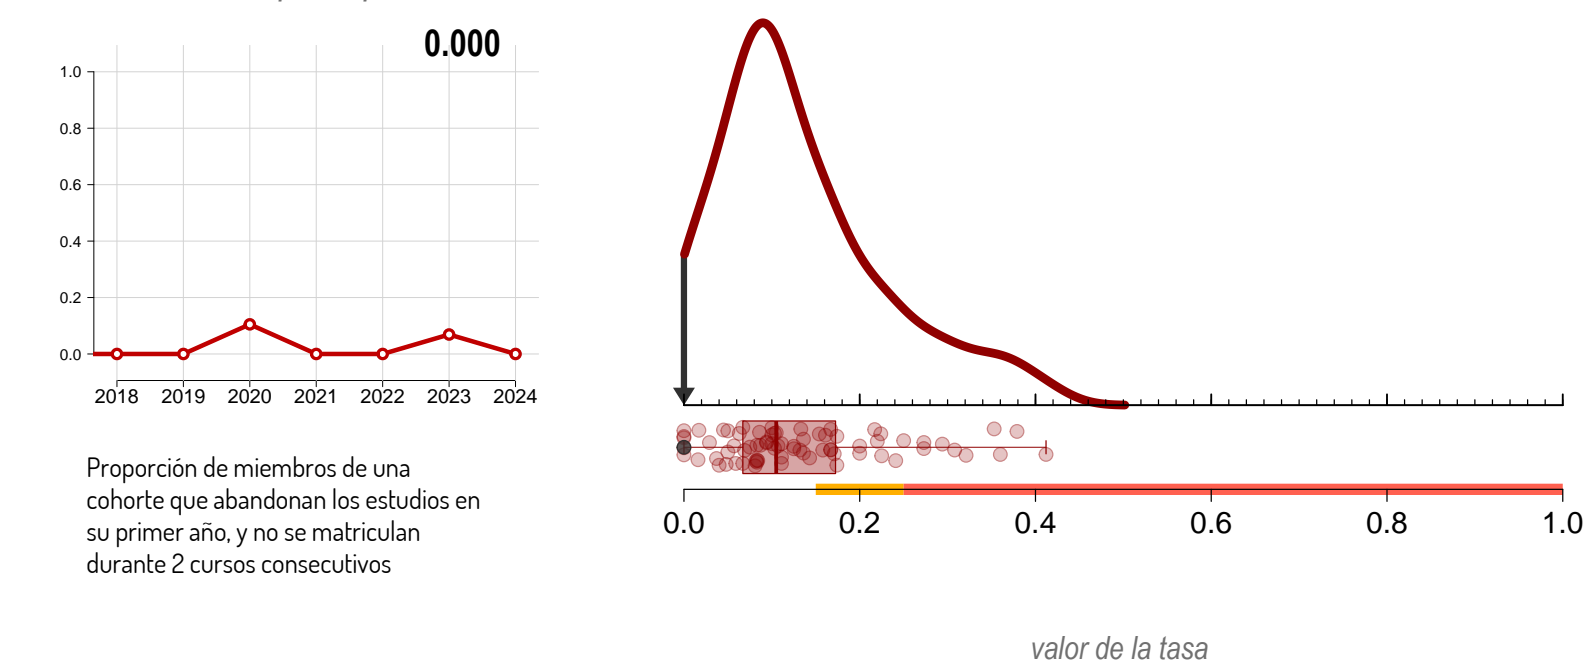 0.000
1.0
0.8
0.6
0.4
0.2
0.0
2018 2019 2020 2021 2022 2023 2024
Proporción de miembros de una
cohorte que abandonan los estudios en
su primer año, y no se matriculan
durante 2 cursos consecutivos
0.0 0.2 0.4 0.6 0.8 1.0
valor de la tasa